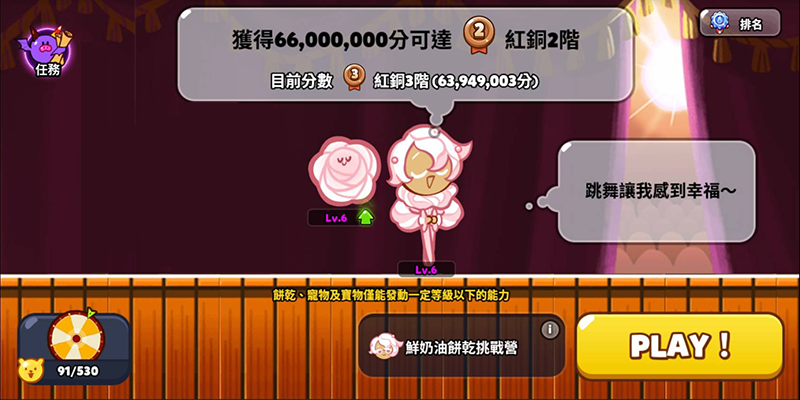 獲得66,000,000分可達 2 紅銅2階
排名
任務
目前分數 3 紅銅3階 (63,949,003分)
跳舞讓我感到幸福～
Lv.6
Lv.6
餅乾、寵物及寶物僅能發動一定等級以下的能力
鮮奶油餅乾挑戰營
i
PLAY！
91/530